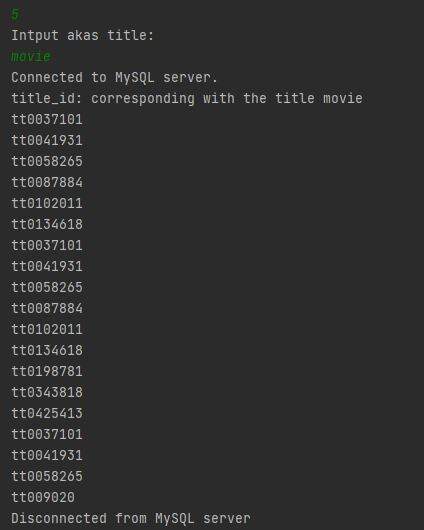 5
Intput akas title:
movie
Connected to MySQL server.
title_id: corresponding with the title movie
tt0037101
tt0041931
tt0058265
tt0087884
tt0102011
tt0134618
tt0037101
tt0041931
tt0058265
tt0087884
tt0102011
tt0134618
tt0198781
tt0343818
tt0425413
tt0037101
tt0041931
tt0058265
tt009020
Disconnected from MySQL server